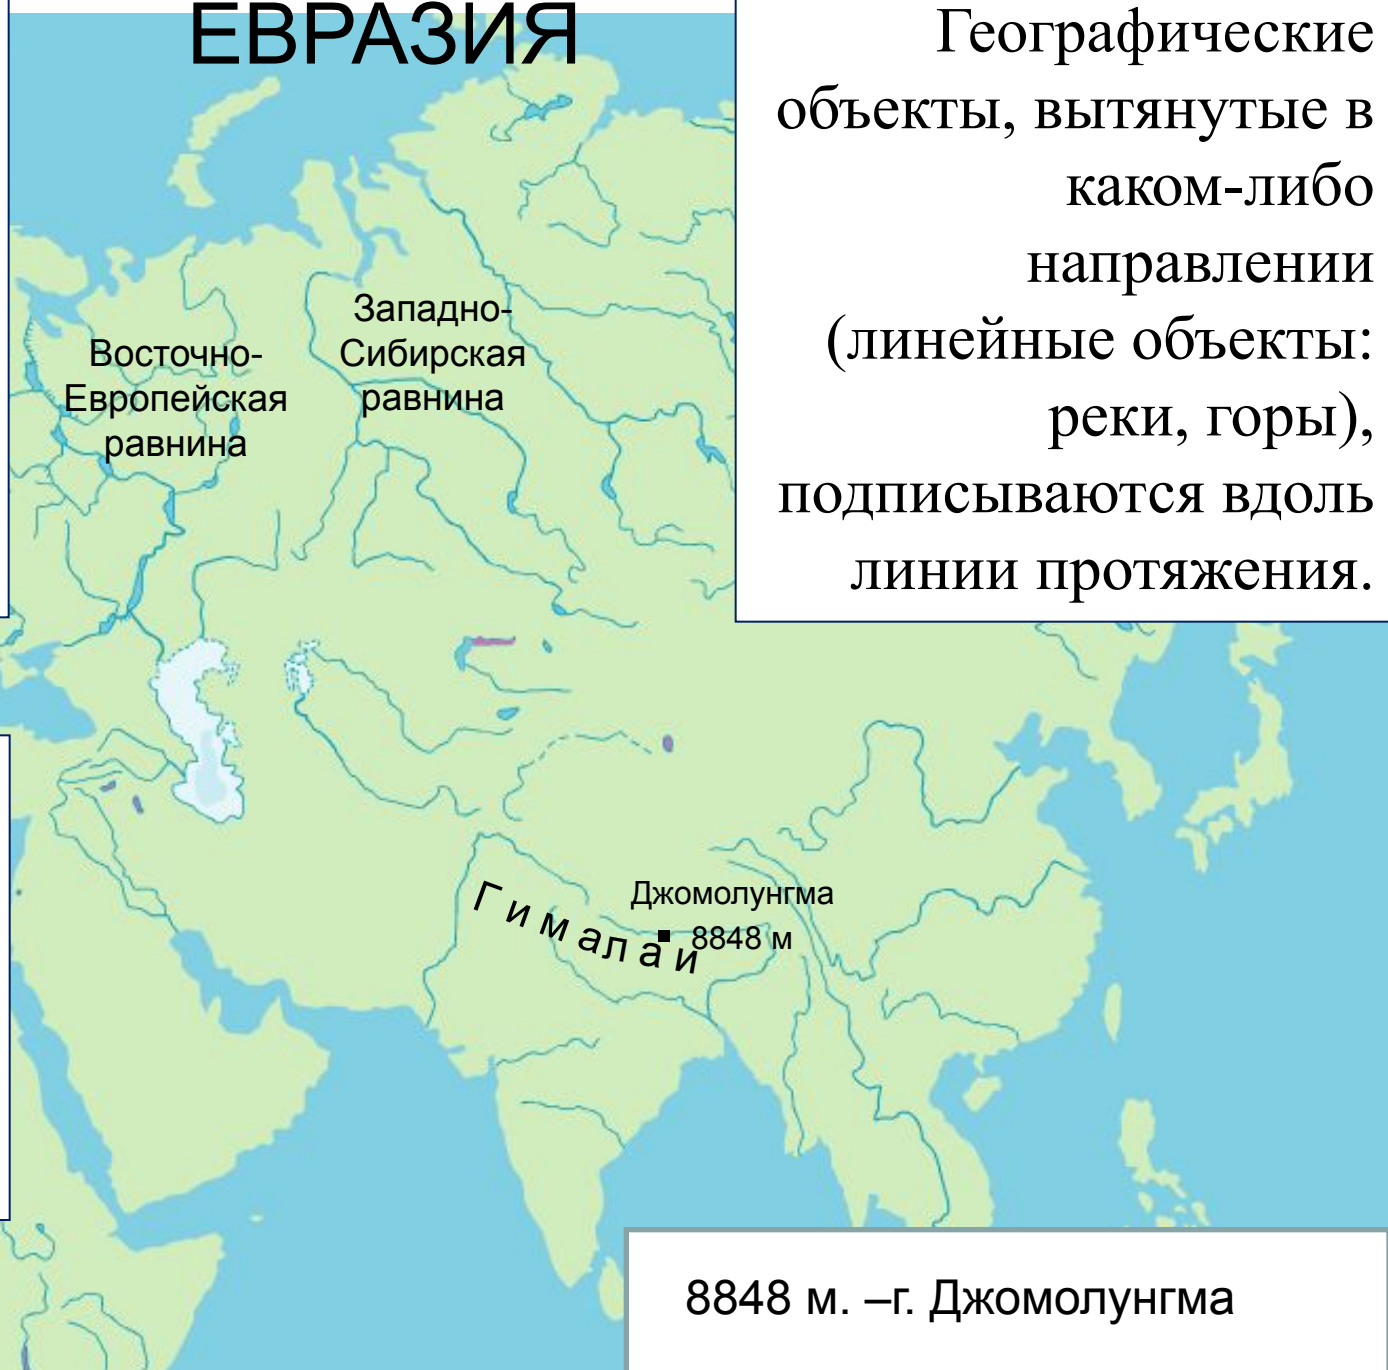 ЕВРАЗИЯ
Географические
объекты, вытянутые в
каком-либо
направлении
(линейные объекты:
реки, горы),
подписываются вдоль
линии протяжения.
Западно-
Сибирская
равнина
Восточно-
Европейская
равнина
Джомолунгма
8848 м
Гималаи
8848 м. –г. Джомолунгма